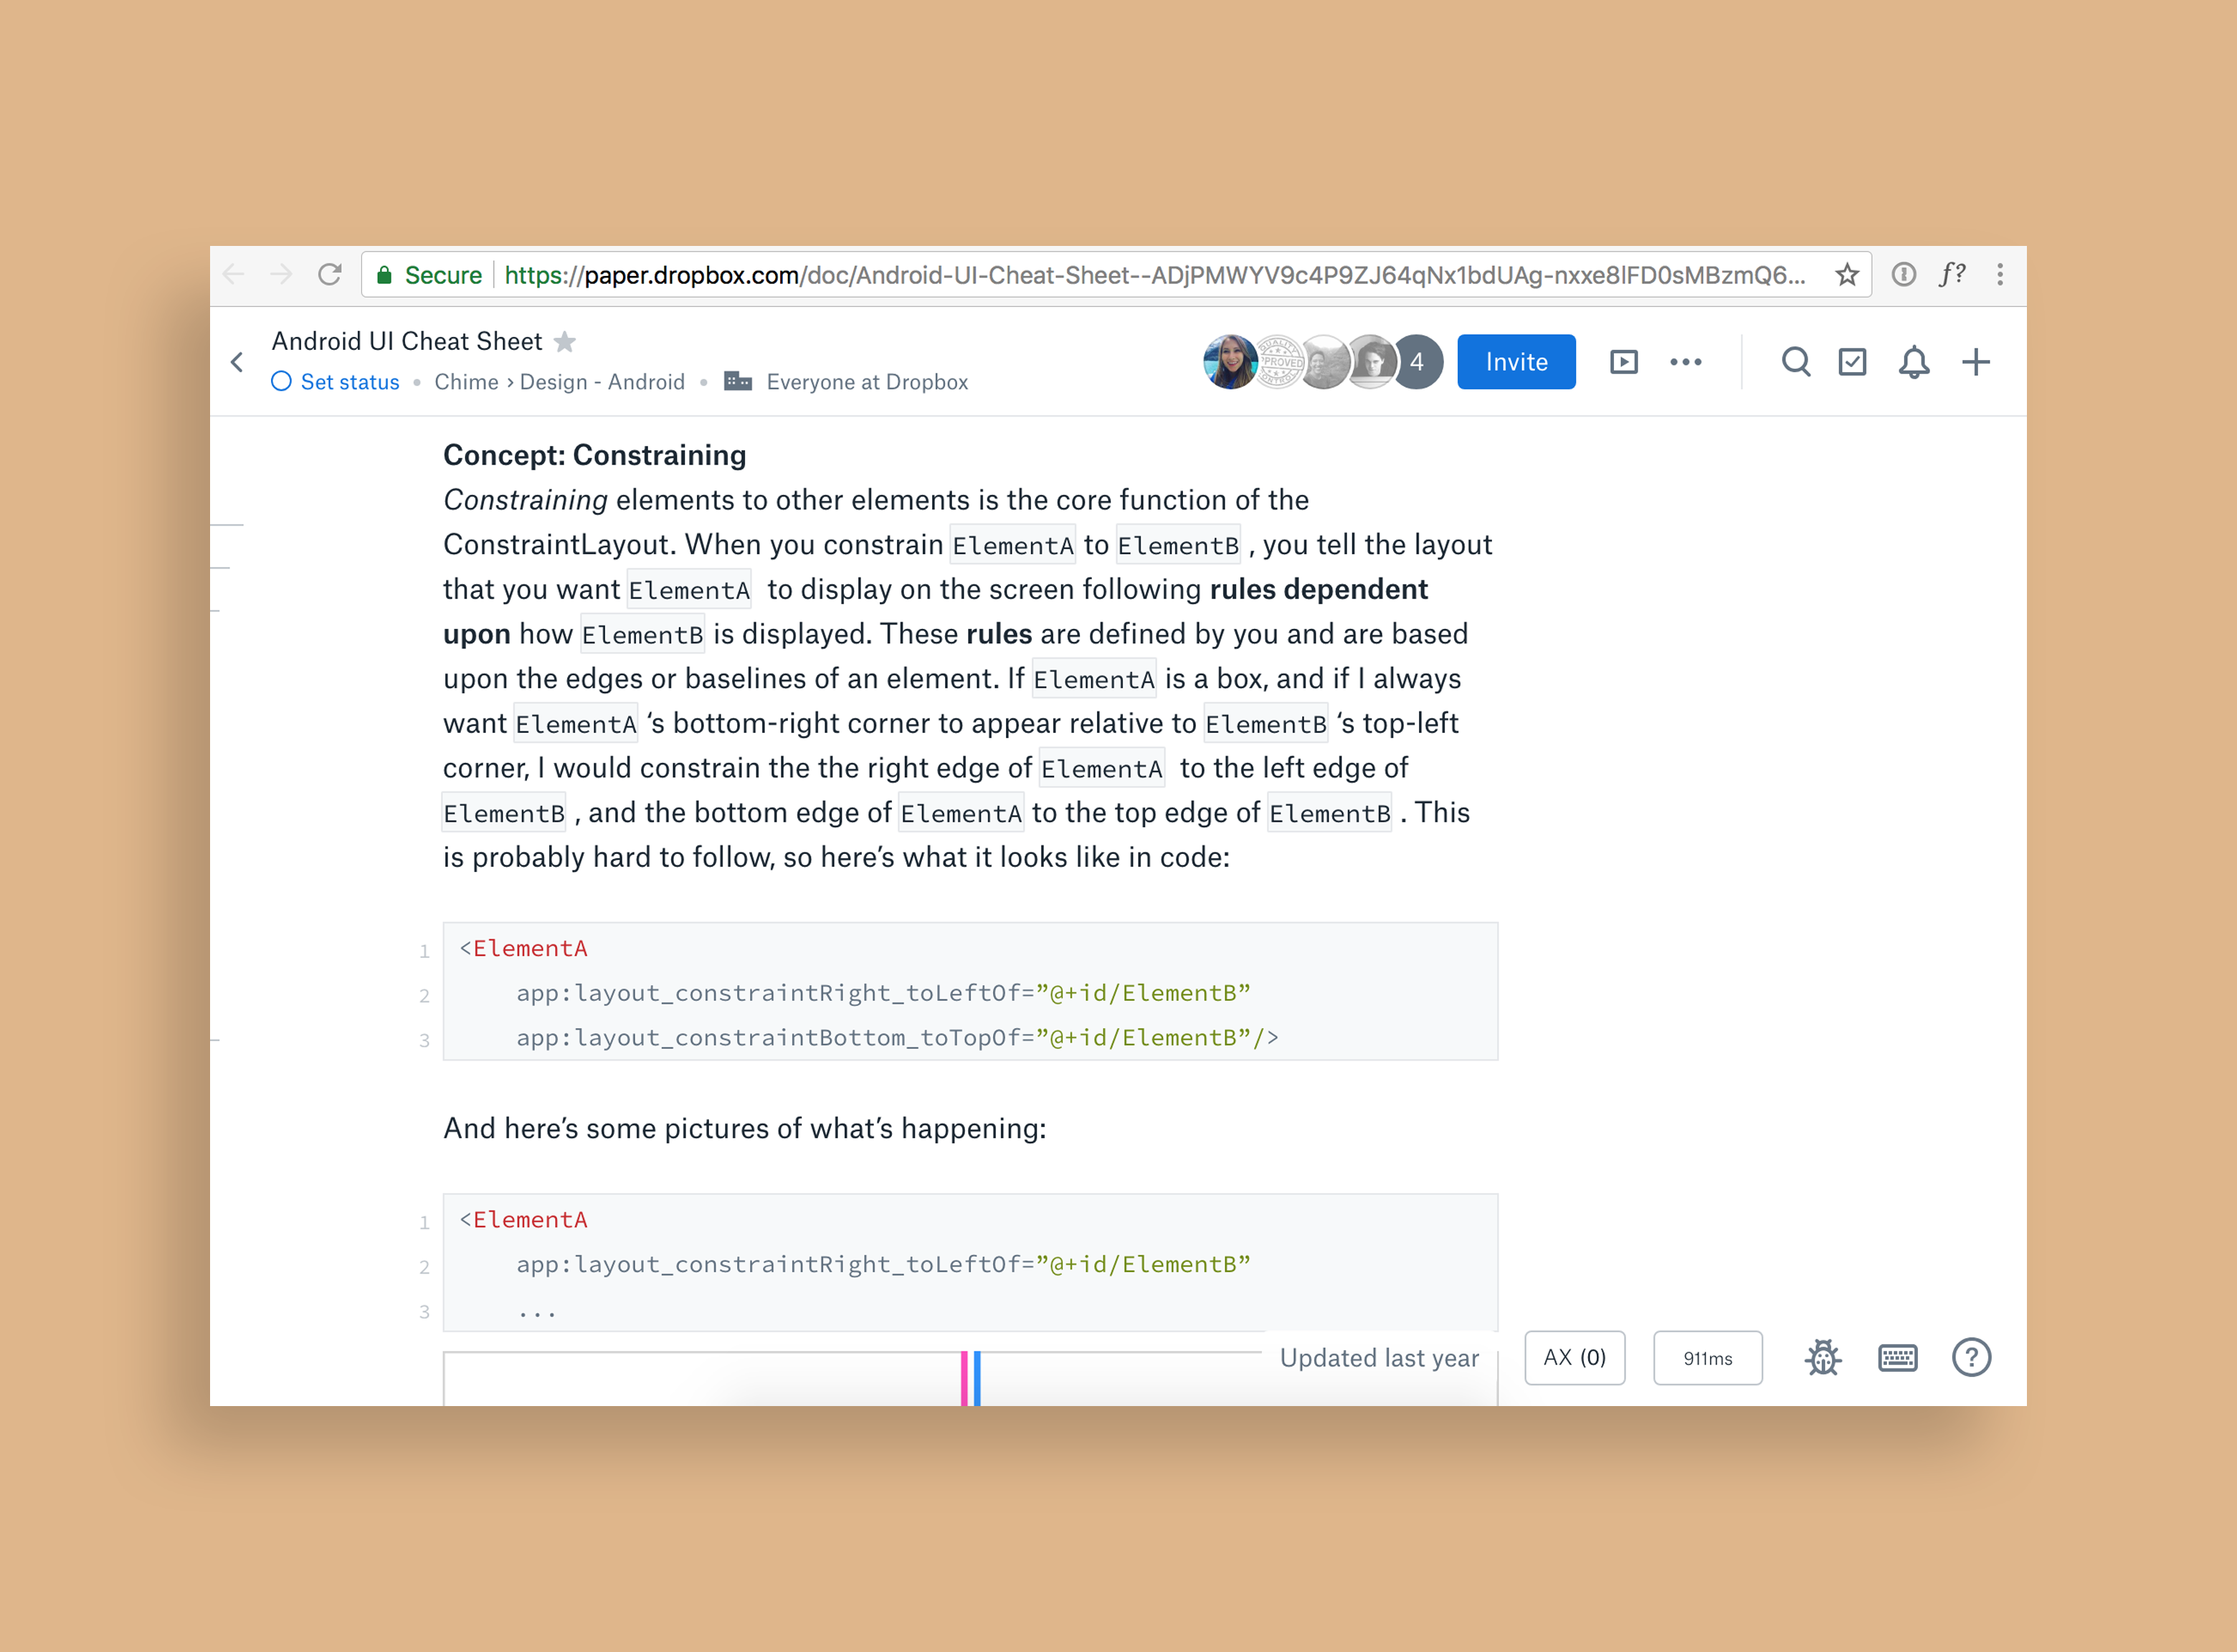 Secure https://paper.dropbox.com/doc/Android-UI-Cheat-Sheet--ADjPMWYV9c4P9ZJ64qNx1bdUAg-nxxe8lFD0sMBzmQ6... f?
Android UI Cheat Sheet
Set status • Chime › Design - Android • Everyone at Dropbox
4
Invite
Concept: Constraining
Constraining elements to other elements is the core function of the
ConstraintLayout. When you constrain ElementA to ElementB , you tell the layout
that you want ElementA to display on the screen following rules dependent
upon how ElementB is displayed. These rules are defined by you and are based
upon the edges or baselines of an element. If ElementA is a box, and if I always
want ElementA ‘s bottom-right corner to appear relative to ElementB ‘s top-left
corner, I would constrain the the right edge of ElementA to the left edge of
ElementB , and the bottom edge of ElementA to the top edge of ElementB . This
is probably hard to follow, so here’s what it looks like in code:
1 <ElementA
2 app:layout_constraintRight_toLeftOf=”@+id/ElementB”
3 app:layout_constraintBottom_toTopOf=”@+id/ElementB”/>
And here’s some pictures of what’s happening:
1 <ElementA
2 app:layout_constraintRight_toLeftOf=”@+id/ElementB”
3 ...
Updated last year
AX (0)
911ms
?